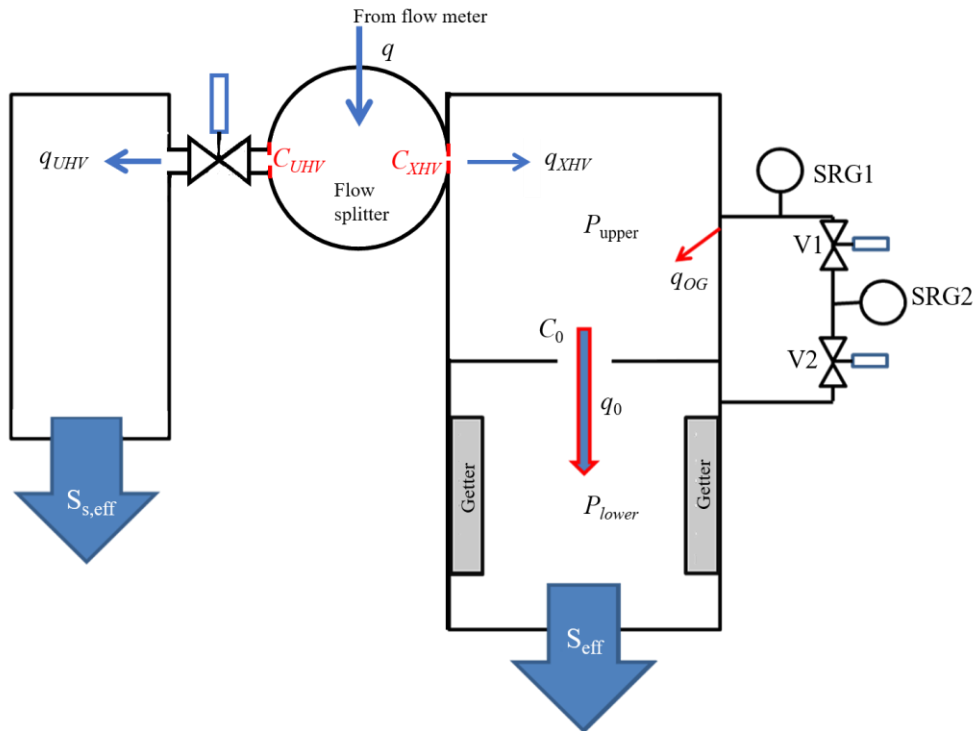 From flow meter
q
q_UHV
C_UHV
C_XHV
q_XHV
Flow
splitter
SRG1
P_upper
V1
q_OG
SRG2
C_0
V2
q_0
Getter
Getter
S_s,eff
P_lower
S_eff